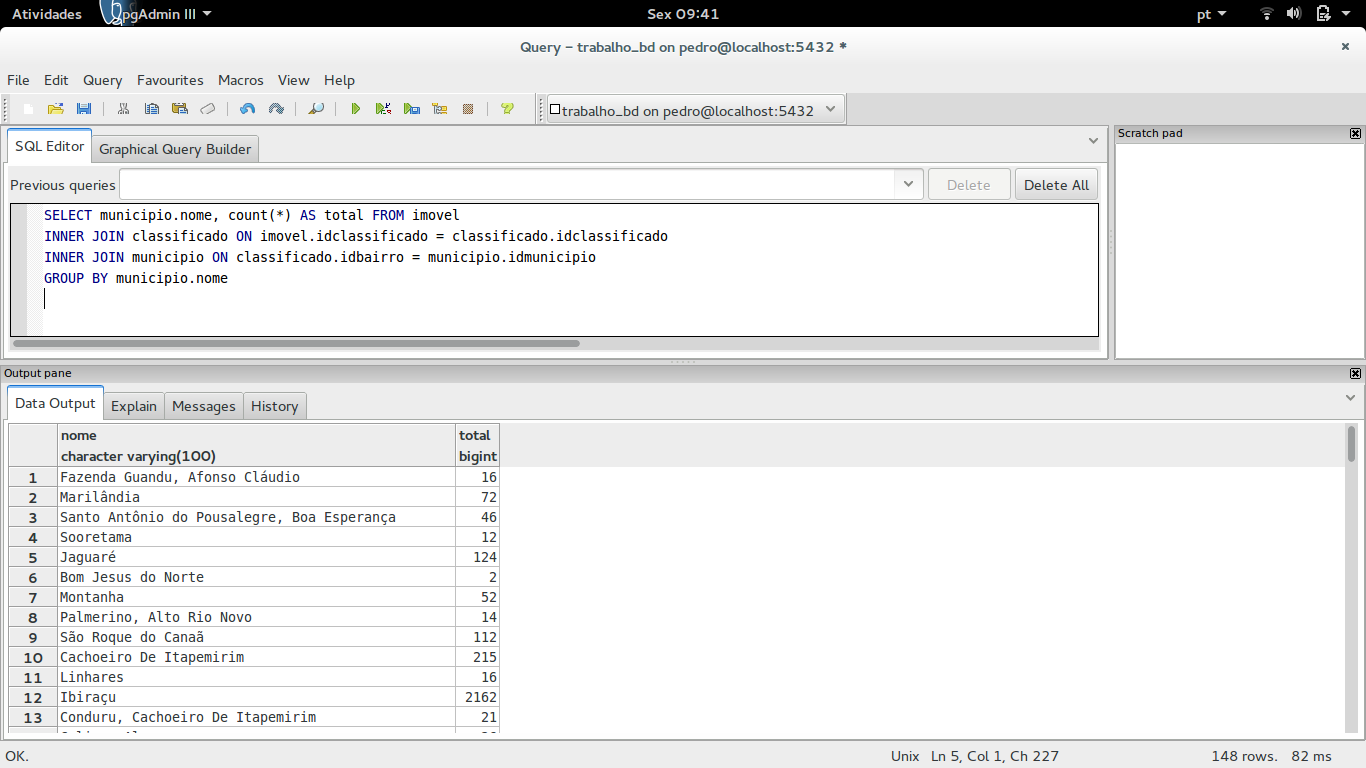 Atividades pgAdmin III Sex 09:41 pt
Query - trabalho_bd on pedro@localhost:5432 *
File Edit Query Favourites Macros View Help
trabalho_bd on pedro@localhost:5432
SQL Editor Graphical Query Builder
Scratch pad
Previous queries Delete Delete All
SELECT municipio.nome, count(*) AS total FROM imovel
INNER JOIN classificado ON imovel.idclassificado = classificado.idclassificado
INNER JOIN municipio ON classificado.idbairro = municipio.idmunicipio
GROUP BY municipio.nome
Output pane
Data Output Explain Messages History
nome total
character varying(100) bigint
1 Fazenda Guandu, Afonso Cláudio 16
2 Marilândia 72
3 Santo Antônio do Pousalegre, Boa Esperança 46
4 Sooretama 12
5 Jaguaré 124
6 Bom Jesus do Norte 2
7 Montanha 52
8 Palmerino, Alto Rio Novo 14
9 São Roque do Canaã 112
10 Cachoeiro De Itapemirim 215
11 Linhares 16
12 Ibiraçu 2162
13 Conduru, Cachoeiro De Itapemirim 21
OK. Unix Ln 5, Col 1, Ch 227 148 rows. 82 ms